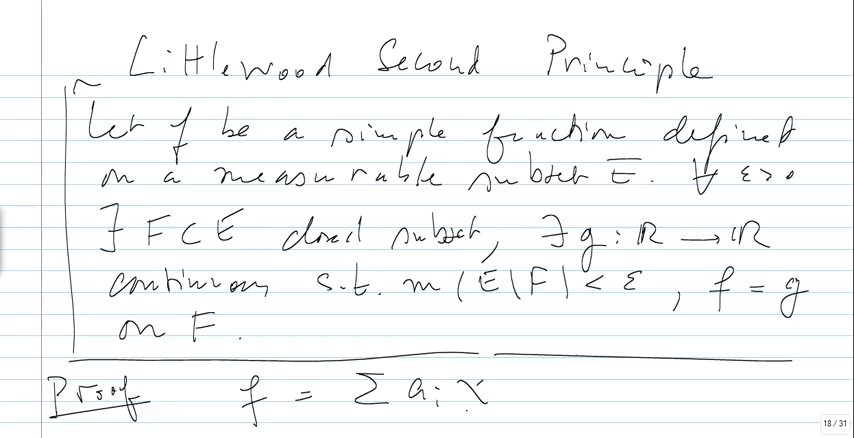 Littlewood Second Principle
Let f be a simple function defined
on a measurable subset E. ∀ ε>0
∃ F⊂E closed subset, ∃ g: ℝ → ℝ
continuous s.t. m(E\F)<ε, f = g
on F.
Proof f = Σ aᵢ χ
18 / 31